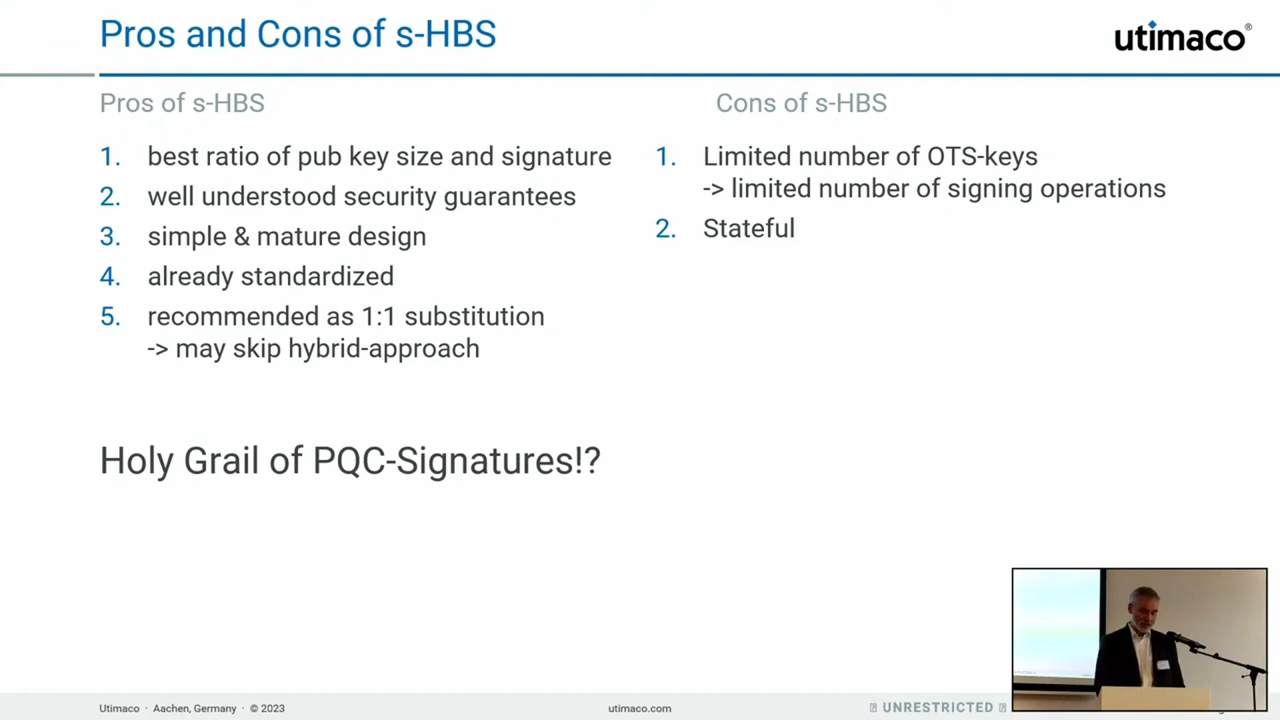 Pros and Cons of s-HBS
utimaco®
Pros of s-HBS
1. best ratio of pub key size and signature
2. well understood security guarantees
3. simple & mature design
4. already standardized
5. recommended as 1:1 substitution
-> may skip hybrid-approach
Cons of s-HBS
1. Limited number of OTS-keys
-> limited number of signing operations
2. Stateful
Holy Grail of PQC-Signatures!?
Utimaco · Aachen, Germany · © 2023
utimaco.com
UNRESTRICTED